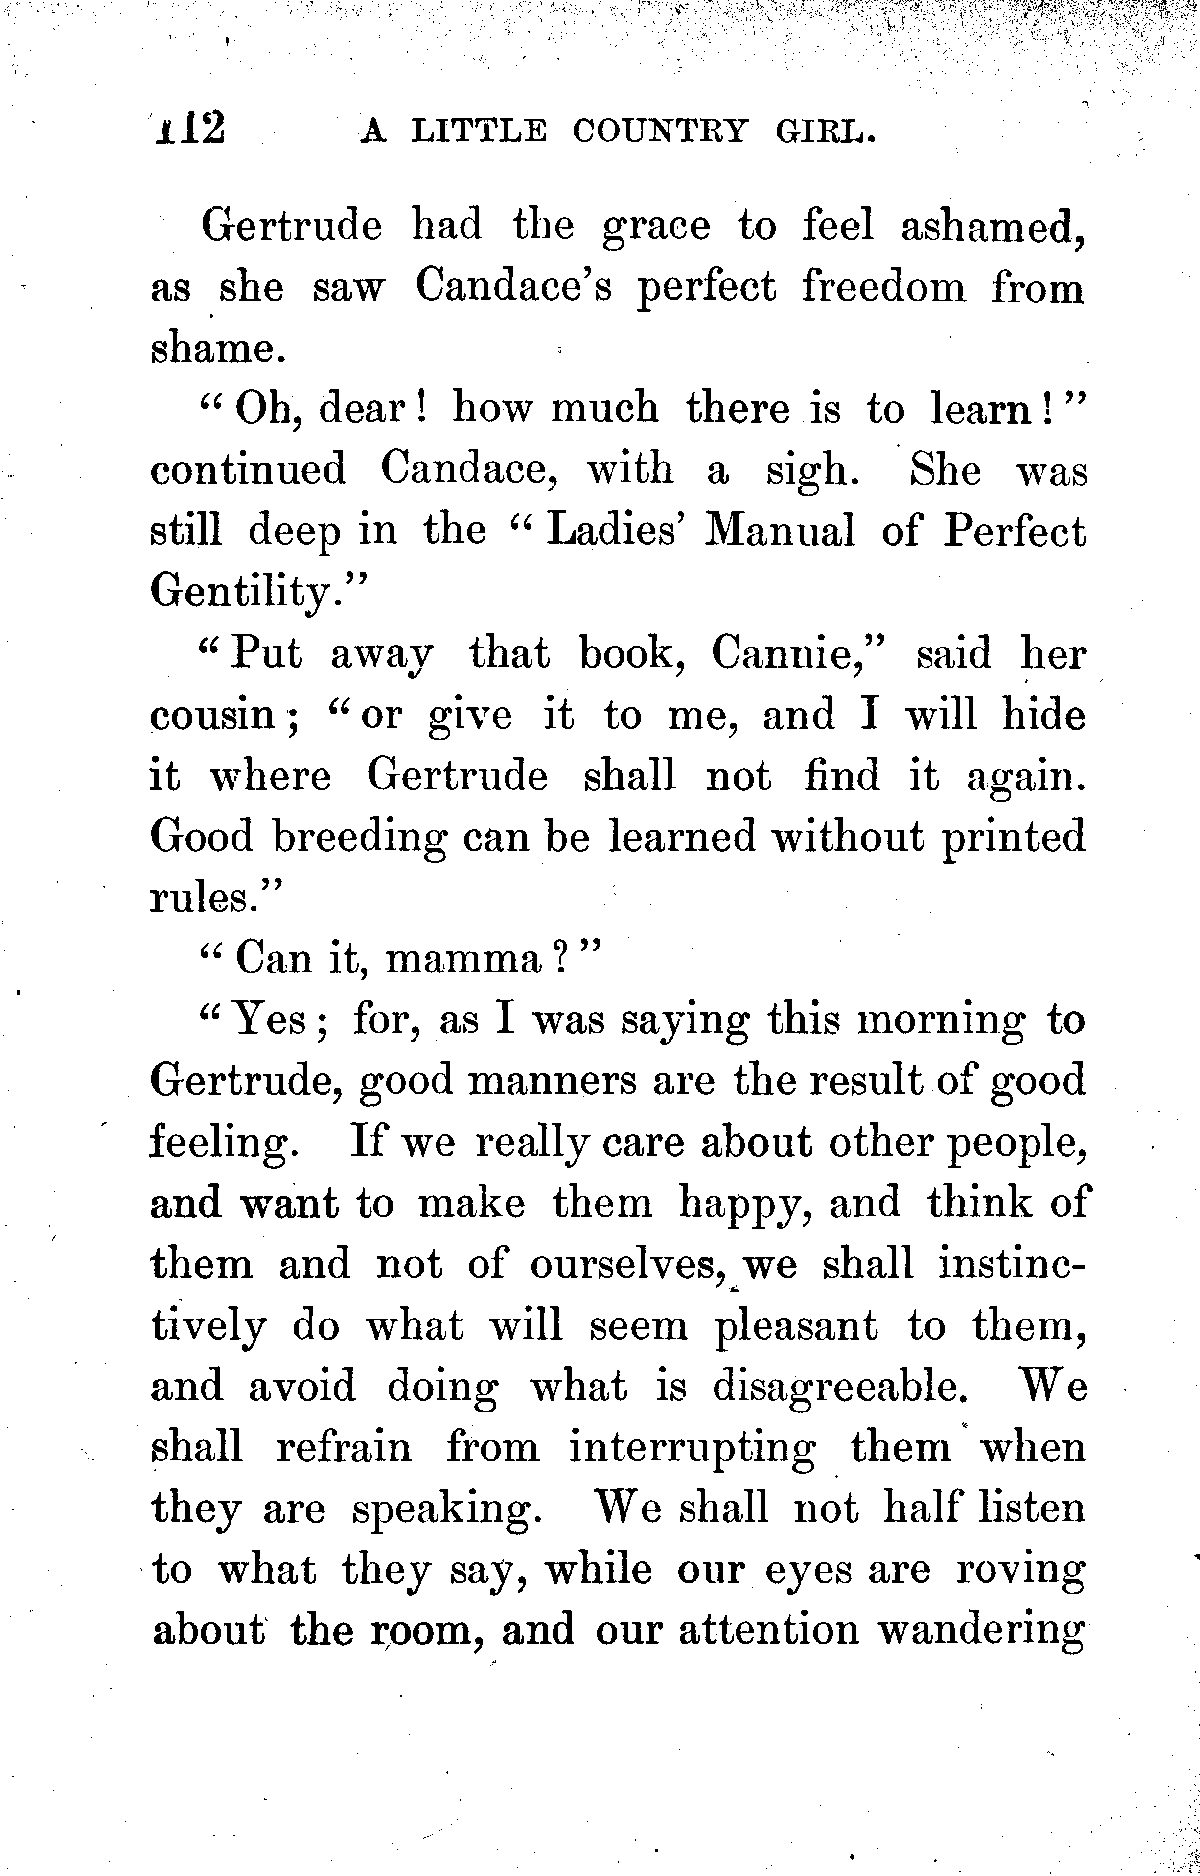 112 A LITTLE COUNTRY GIRL.
Gertrude had the grace to feel ashamed,
as she saw Candace's perfect freedom from
shame.
"Oh, dear! how much there is to learn!"
continued Candace, with a sigh. She was
still deep in the "Ladies' Manual of Perfect
Gentility."
"Put away that book, Cannie," said her
cousin; "or give it to me, and I will hide
it where Gertrude shall not find it again.
Good breeding can be learned without printed
rules."
"Can it, mamma?"
"Yes; for, as I was saying this morning to
Gertrude, good manners are the result of good
feeling. If we really care about other people,
and want to make them happy, and think of
them and not of ourselves, we shall instinc-
tively do what will seem pleasant to them,
and avoid doing what is disagreeable. We
shall refrain from interrupting them when
they are speaking. We shall not half listen
to what they say, while our eyes are roving
about the room, and our attention wandering